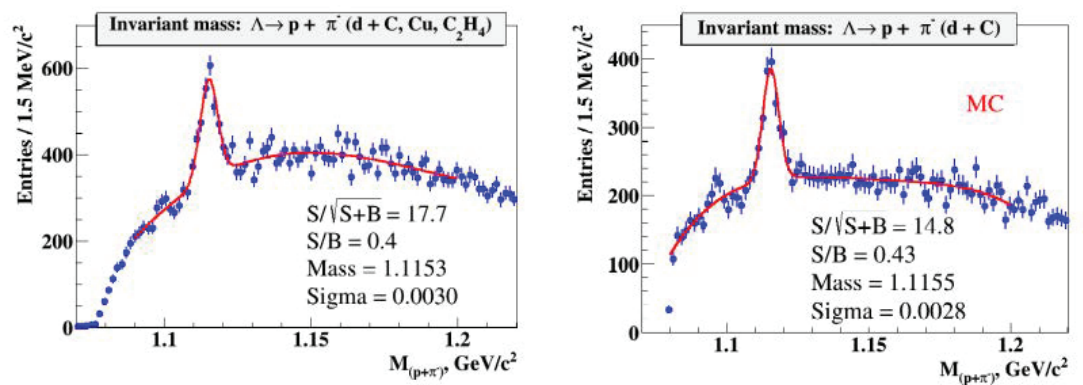 Invariant mass: Λ→ p + π⁻ (d + C, Cu, C₂H₄)
Entries / 1.5 MeV/c²
600
400
200
0
S/√S+B = 17.7
S/B = 0.4
Mass = 1.1153
Sigma = 0.0030
1.1 1.15 1.2
M(p+π⁻), GeV/c²
Invariant mass: Λ→ p + π⁻ (d + C)
Entries / 1.5 MeV/c²
400
300
200
100
0
MC
S/√S+B = 14.8
S/B = 0.43
Mass = 1.1155
Sigma = 0.0028
1.1 1.15 1.2
M(p+π⁻), GeV/c²